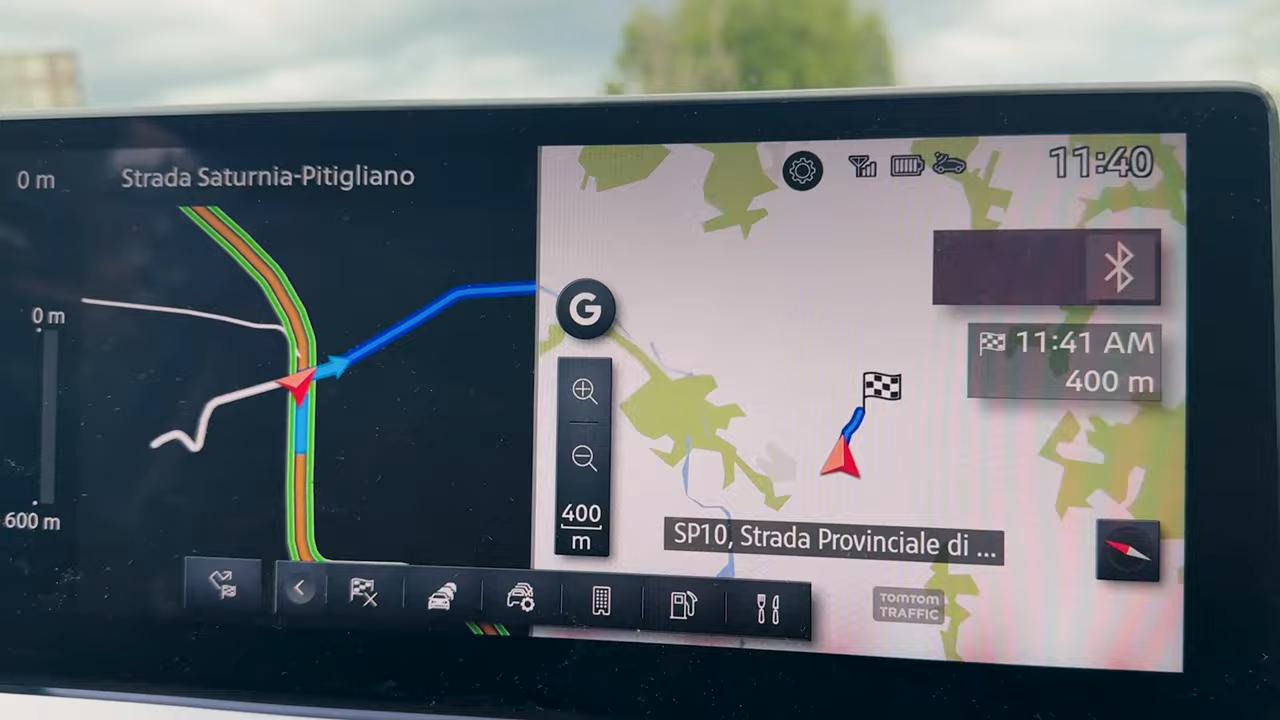 0 m
Strada Saturnia-Pitigliano
11:40
0 m
G
11:41 AM
400 m
400
m
600 m
SP10, Strada Provinciale di ...
TOMTOM
TRAFFIC